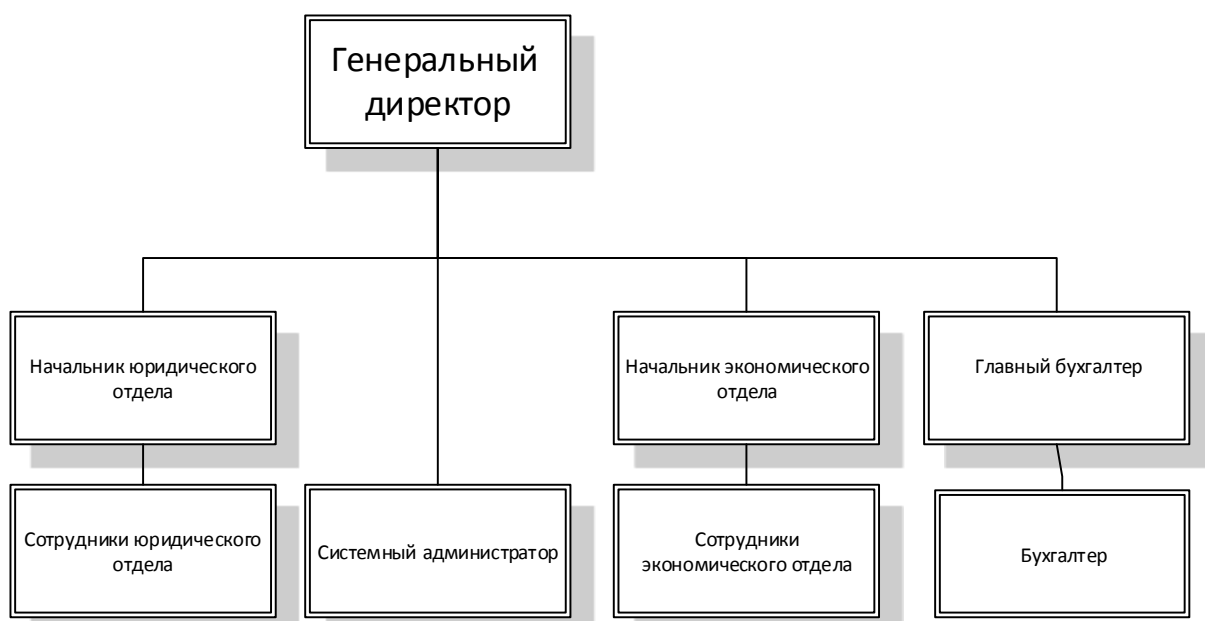 Генеральный
директор
Начальник юридического
отдела
Начальник экономического
отдела
Главный бухгалтер
Сотрудники юридического
отдела
Системный администратор
Сотрудники
экономического отдела
Бухгалтер